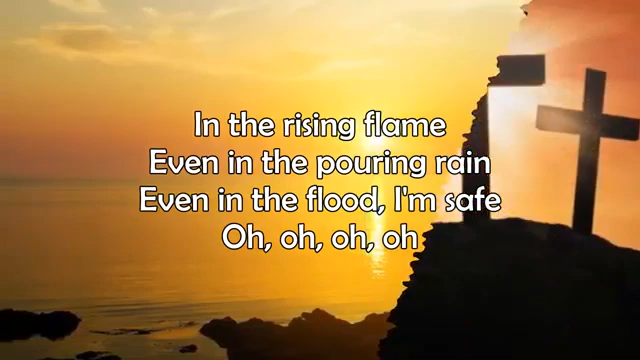 In the rising flame
Even in the pouring rain
Even in the flood, I'm safe
Oh, oh, oh, oh